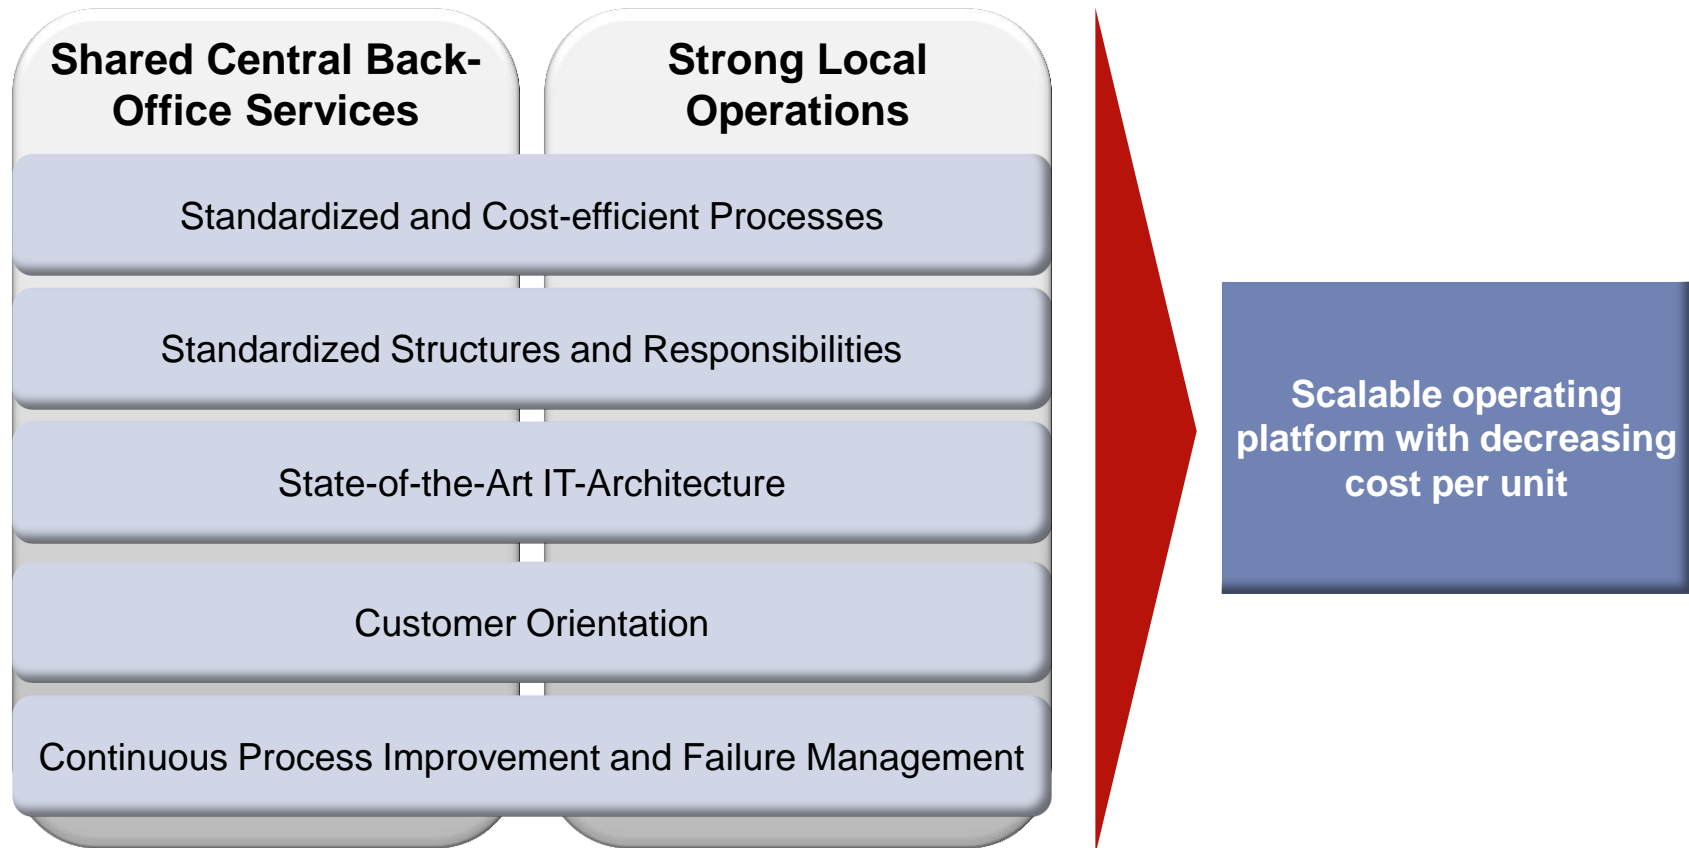 Shared Central Back-
Office Services
Strong Local
Operations
Standardized and Cost-efficient Processes
Standardized Structures and Responsibilities
State-of-the-Art IT-Architecture
Customer Orientation
Continuous Process Improvement and Failure Management
Scalable operating
platform with decreasing
cost per unit